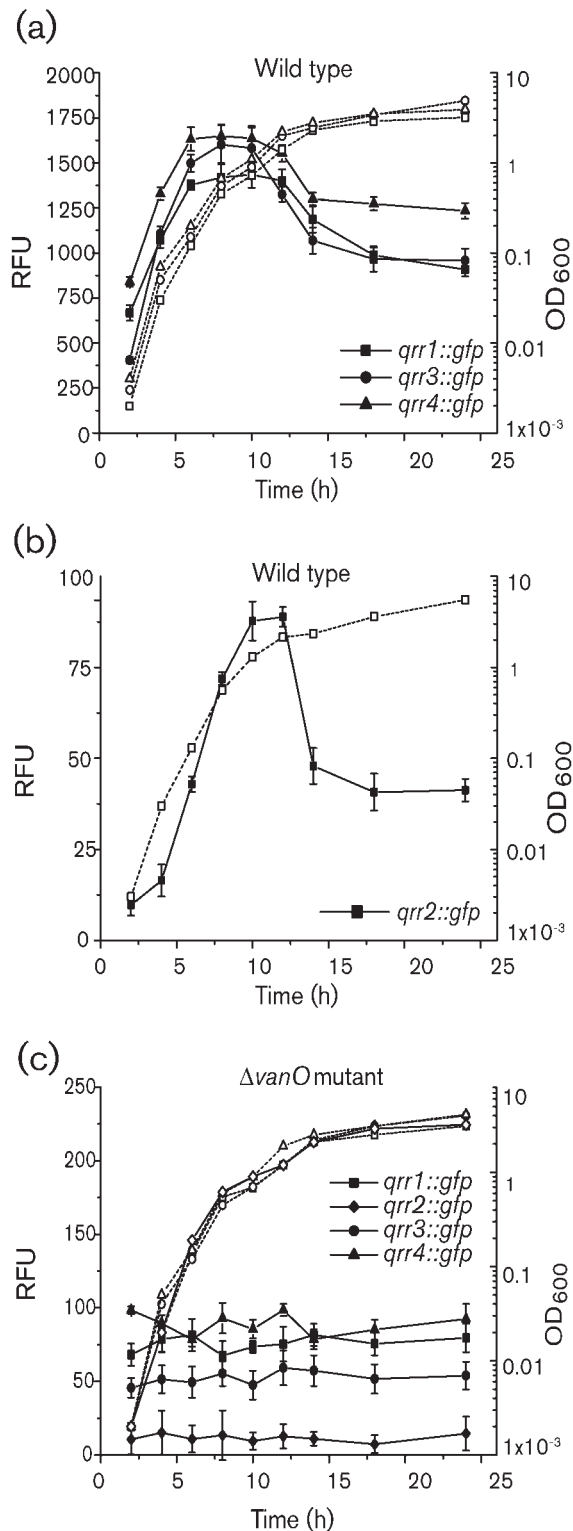 (a)
Wild type
2000
1750
1500
1250
1000
750
500
250
0
RFU
10
1
0.1
0.01
1x10-3
OD600
qrr1::gfp
qrr3::gfp
qrr4::gfp
0 5 10 15 20 25
Time (h)
(b)
Wild type
100
75
50
25
0
RFU
10
1
0.1
0.01
1x10-3
OD600
qrr2::gfp
0 5 10 15 20 25
Time (h)
(c)
ΔvanO mutant
250
200
150
100
50
0
RFU
10
1
0.1
0.01
1x10-3
OD600
qrr1::gfp
qrr2::gfp
qrr3::gfp
qrr4::gfp
0 5 10 15 20 25
Time (h)